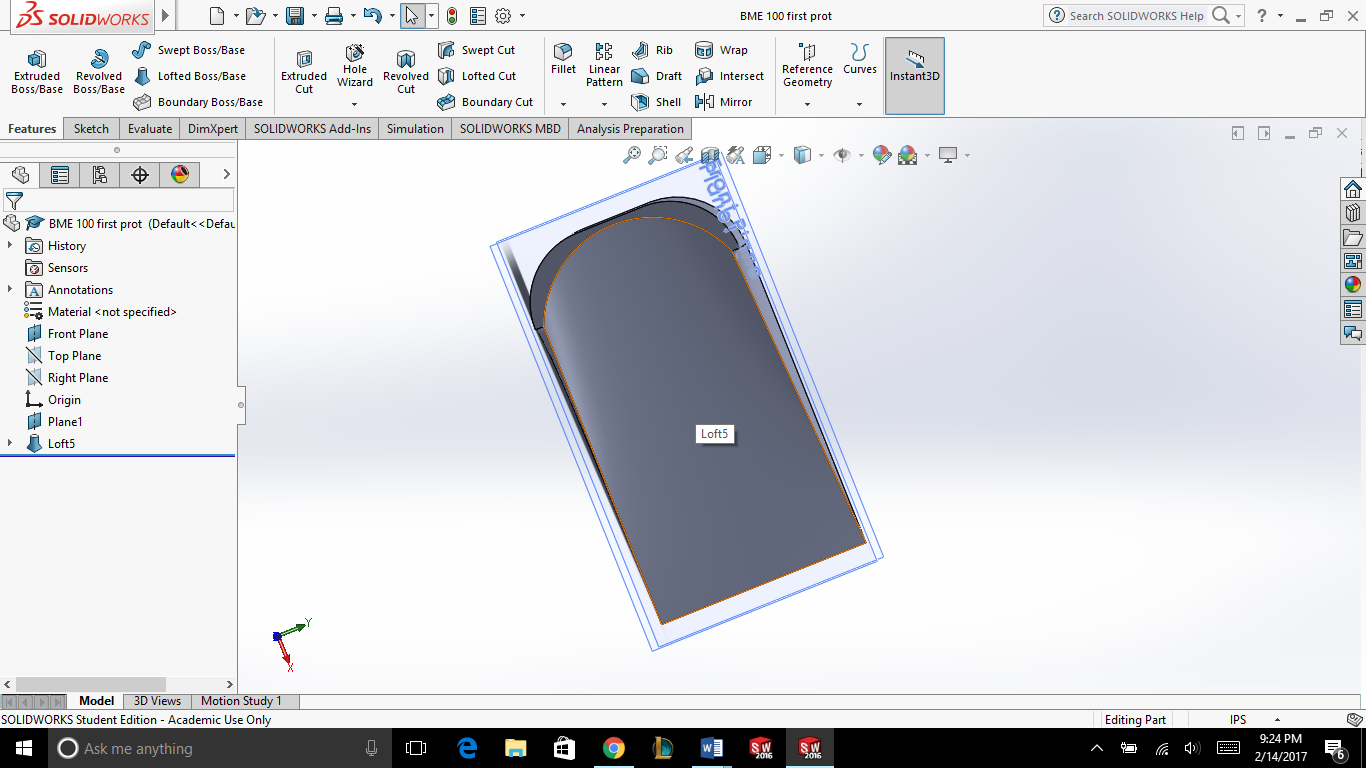 SOLIDWORKS
BME 100 first prot
Search SOLIDWORKS Help
Extruded Boss/Base
Revolved Boss/Base
Swept Boss/Base
Lofted Boss/Base
Boundary Boss/Base
Extruded Cut
Hole Wizard
Revolved Cut
Swept Cut
Lofted Cut
Boundary Cut
Fillet
Linear Pattern
Rib
Draft
Shell
Wrap
Intersect
Mirror
Reference Geometry
Curves
Instant3D
Features
Sketch
Evaluate
DimXpert
SOLIDWORKS Add-Ins
Simulation
SOLIDWORKS MBD
Analysis Preparation
BME 100 first prot (Default<<Defau
History
Sensors
Annotations
Material <not specified>
Front Plane
Top Plane
Right Plane
Origin
Plane1
Loft5
Loft5
Y
X
Model
3D Views
Motion Study 1
SOLIDWORKS Student Edition - Academic Use Only
Editing Part
IPS
Ask me anything
SW 2016
SW 2016
9:24 PM
2/14/2017
6